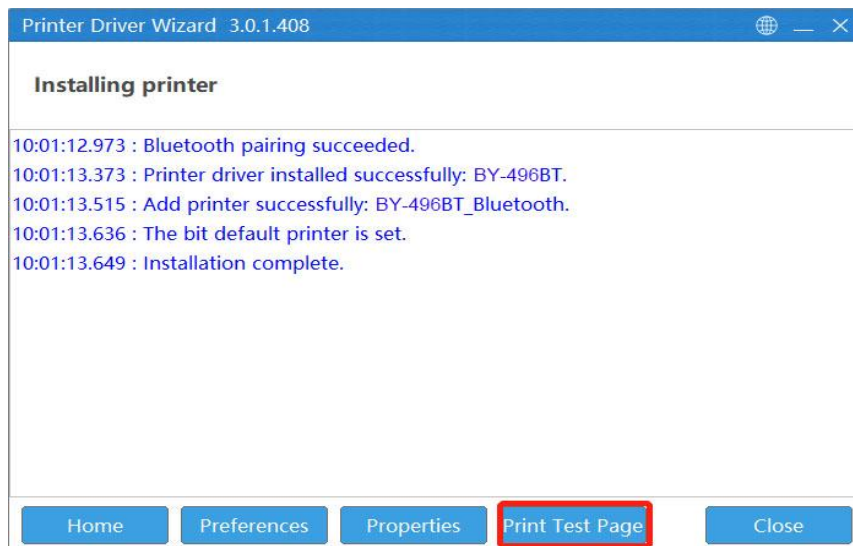 Printer Driver Wizard 3.0.1.408
Installing printer
10:01:12.973 : Bluetooth pairing succeeded.
10:01:13.373 : Printer driver installed successfully: BY-496BT.
10:01:13.515 : Add printer successfully: BY-496BT_Bluetooth.
10:01:13.636 : The bit default printer is set.
10:01:13.649 : Installation complete.
Home Preferences Properties Print Test Page Close